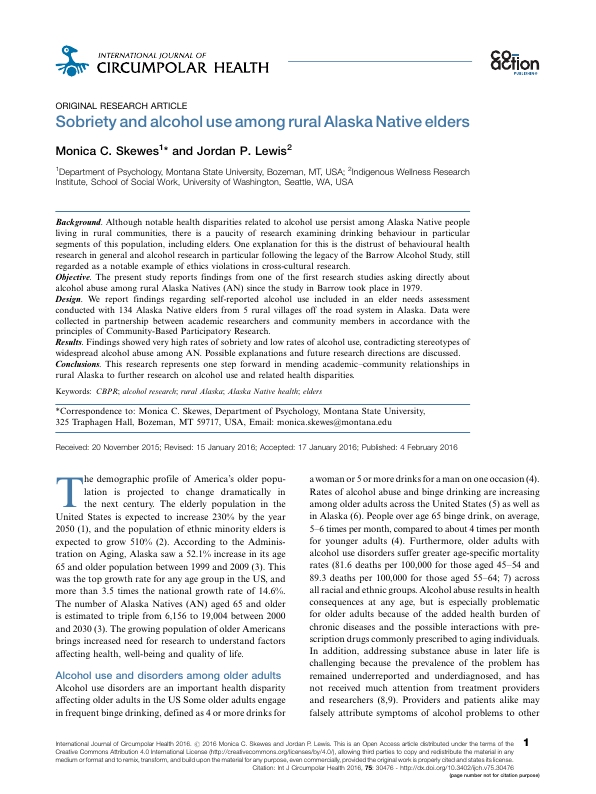 INTERNATIONAL JOURNAL OF
CIRCUMPOLAR HEALTH
co-
action
PUBLISHING
ORIGINAL RESEARCH ARTICLE
Sobriety and alcohol use among rural Alaska Native elders
Monica C. Skewes1* and Jordan P. Lewis2
1Department of Psychology, Montana State University, Bozeman, MT, USA; 2Indigenous Wellness Research
Institute, School of Social Work, University of Washington, Seattle, WA, USA
Background. Although notable health disparities related to alcohol use persist among Alaska Native people
living in rural communities, there is a paucity of research examining drinking behaviour in particular
segments of this population, including elders. One explanation for this is the distrust of behavioural health
research in general and alcohol research in particular following the legacy of the Barrow Alcohol Study, still
regarded as a notable example of ethics violations in cross-cultural research.
Objective. The present study reports findings from one of the first research studies asking directly about
alcohol abuse among rural Alaska Natives (AN) since the study in Barrow took place in 1979.
Design. We report findings regarding self-reported alcohol use included in an elder needs assessment
conducted with 134 Alaska Native elders from 5 rural villages off the road system in Alaska. Data were
collected in partnership between academic researchers and community members in accordance with the
principles of Community-Based Participatory Research.
Results. Findings showed very high rates of sobriety and low rates of alcohol use, contradicting stereotypes of
widespread alcohol abuse among AN. Possible explanations and future research directions are discussed.
Conclusions. This research represents one step forward in mending academic–community relationships in
rural Alaska to further research on alcohol use and related health disparities.
Keywords: CBPR; alcohol research; rural Alaska; Alaska Native health; elders
*Correspondence to: Monica C. Skewes, Department of Psychology, Montana State University,
325 Traphagen Hall, Bozeman, MT 59717, USA, Email: monica.skewes@montana.edu
Received: 20 November 2015; Revised: 15 January 2016; Accepted: 17 January 2016; Published: 4 February 2016
The demographic profile of America's older popu-
lation is projected to change dramatically in
the next century. The elderly population in the
United States is expected to increase 230% by the year
2050 (1), and the population of ethnic minority elders is
expected to grow 510% (2). According to the Adminis-
tration on Aging, Alaska saw a 52.1% increase in its age
65 and older population between 1999 and 2009 (3). This
was the top growth rate for any age group in the US, and
more than 3.5 times the national growth rate of 14.6%.
The number of Alaska Natives (AN) aged 65 and older
is estimated to triple from 6,156 to 19,004 between 2000
and 2030 (3). The growing population of older Americans
brings increased need for research to understand factors
affecting health, well-being and quality of life.
Alcohol use and disorders among older adults
Alcohol use disorders are an important health disparity
affecting older adults in the US Some older adults engage
in frequent binge drinking, defined as 4 or more drinks for
a woman or 5 or more drinks for a man on one occasion (4).
Rates of alcohol abuse and binge drinking are increasing
among older adults across the United States (5) as well as
in Alaska (6). People over age 65 binge drink, on average,
5–6 times per month, compared to about 4 times per month
for younger adults (4). Furthermore, older adults with
alcohol use disorders suffer greater age-specific mortality
rates (81.6 deaths per 100,000 for those aged 45–54 and
89.3 deaths per 100,000 for those aged 55–64; 7) across
all racial and ethnic groups. Alcohol abuse results in health
consequences at any age, but is especially problematic
for older adults because of the added health burden of
chronic diseases and the possible interactions with pre-
scription drugs commonly prescribed to aging individuals.
In addition, addressing substance abuse in later life is
challenging because the prevalence of the problem has
remained underreported and underdiagnosed, and has
not received much attention from treatment providers
and researchers (8,9). Providers and patients alike may
falsely attribute symptoms of alcohol problems to other
International Journal of Circumpolar Health 2016. © 2016 Monica C. Skewes and Jordan P. Lewis. This is an Open Access article distributed under the terms of the
Creative Commons Attribution 4.0 International License (http://creativecommons.org/licenses/by/4.0/), allowing third parties to copy and redistribute the material in any
medium or format and to remix, transform, and build upon the material for any purpose, even commercially, provided the original work is properly cited and states its license.
Citation: Int J Circumpolar Health 2016, 75: 30476 - http://dx.doi.org/10.3402/ijch.v75.30476
(page number not for citation purpose)
1